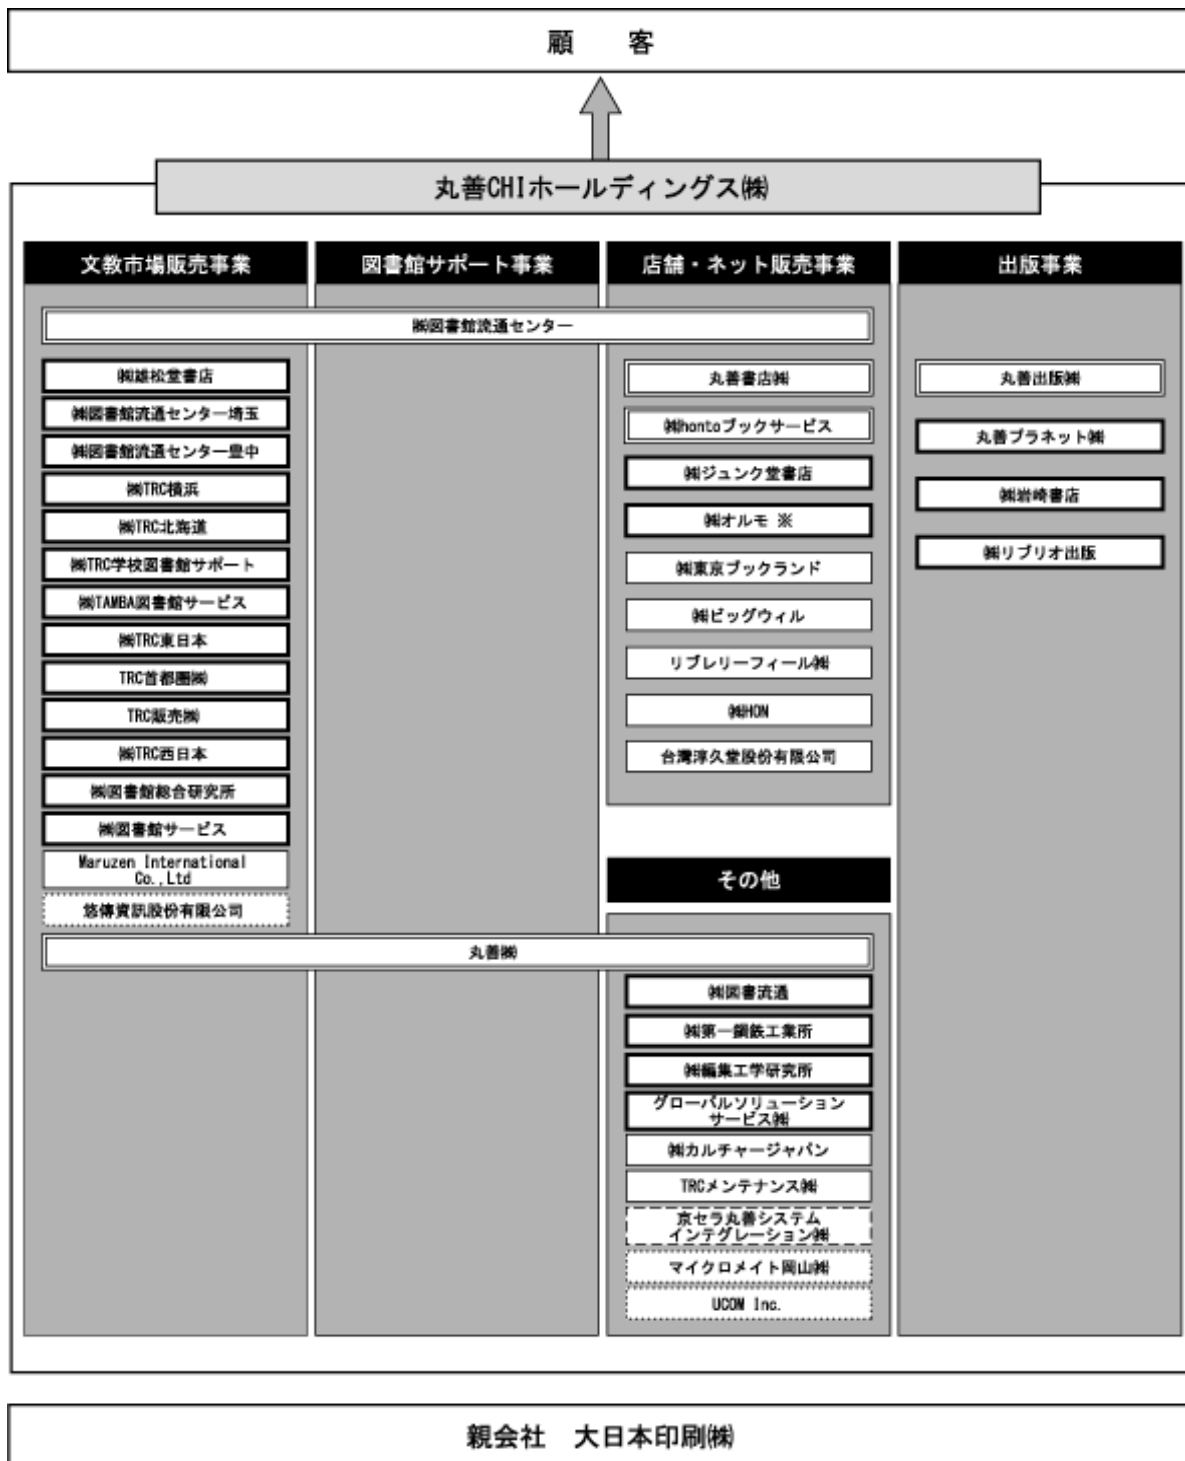 顧　客
丸善CHIホールディングス㈱
文教市場販売事業
図書館サポート事業
店舗・ネット販売事業
出版事業
㈱図書館流通センター
㈱雄松堂書店
㈱図書館流通センター埼玉
㈱図書館流通センター豊中
㈱TRC横浜
㈱TRC北海道
㈱TRC学校図書館サポート
㈱TAMBA図書館サービス
㈱TRC東日本
TRC首都圏㈱
TRC販売㈱
㈱TRC西日本
㈱図書館総合研究所
㈱図書館サービス
Maruzen International
Co.,Ltd
悠傳資訊股份有限公司
丸善書店㈱
㈱hontoブックサービス
㈱ジュンク堂書店
㈱オルモ ※
㈱東京ブックランド
㈱ビッグウィル
リブレリーフィール㈱
㈱HON
台灣淳久堂股份有限公司
丸善出版㈱
丸善プラネット㈱
㈱岩崎書店
㈱リブリオ出版
その他
丸善㈱
㈱図書流通
㈱第一鋼鉄工業所
㈱編集工学研究所
グローバルソリューション
サービス㈱
㈱カルチャージャパン
TRCメンテナンス㈱
京セラ丸善システム
インテグレーション㈱
マイクロメイト岡山㈱
UCOM Inc.
親会社　大日本印刷㈱